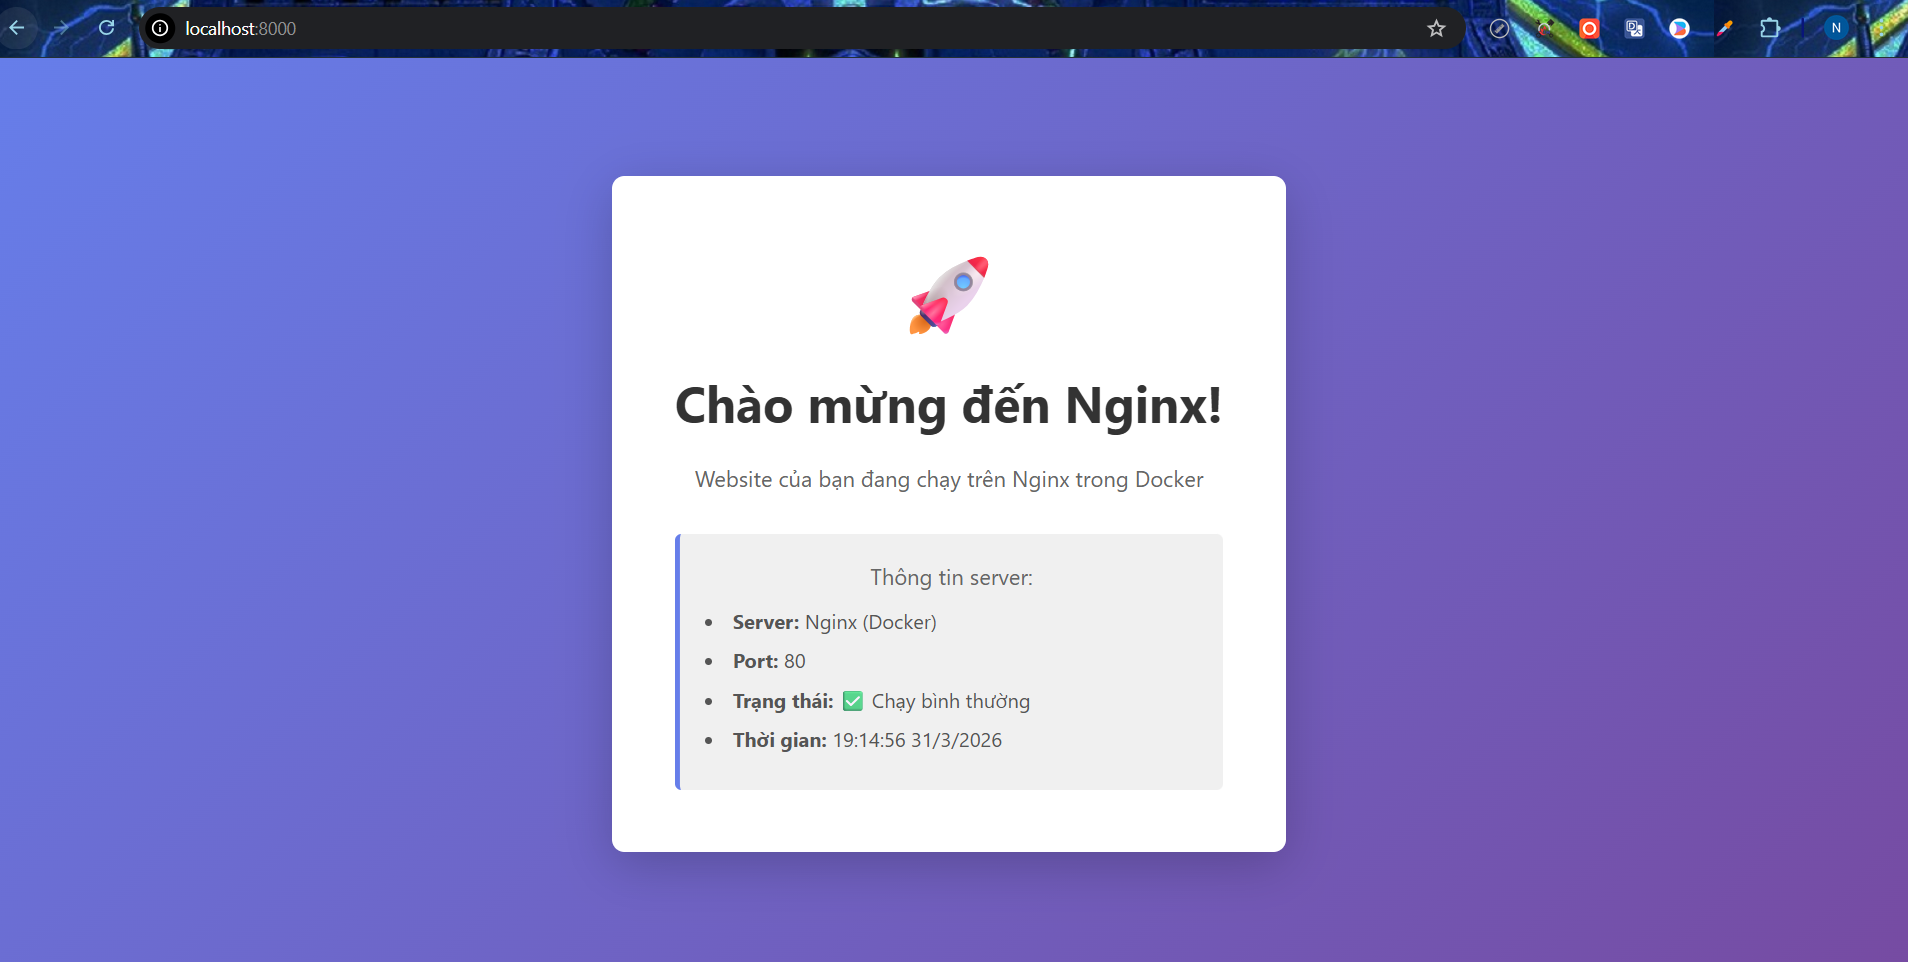 localhost:8000
N
Chào mừng đến Nginx!
Website của bạn đang chạy trên Nginx trong Docker
Thông tin server:
Server: Nginx (Docker)
Port: 80
Trạng thái: ✅ Chạy bình thường
Thời gian: 19:14:56 31/3/2026